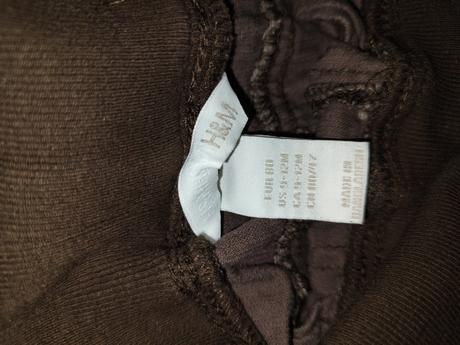 H&M
EUR 80
US 9-12M
CA 9-12M
CN 80/47
MADE IN
BANGLADESH